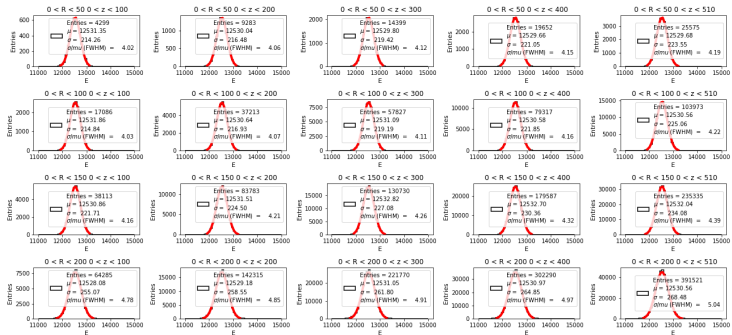 0 < R < 50 0 < z < 100
0 < R < 50 0 < z < 200
0 < R < 50 0 < z < 300
0 < R < 50 0 < z < 400
0 < R < 50 0 < z < 510
Entries
600
400
200
0
Entries = 4299
μ = 12531.35
σ = 214.26
d/mu (FWHM) = 4.02
1000
500
0
Entries = 9283
μ = 12530.04
σ = 216.48
d/mu (FWHM) = 4.06
2000
1000
0
Entries = 14399
μ = 12529.80
σ = 219.42
d/mu (FWHM) = 4.12
Entries = 19652
μ = 12529.66
σ = 221.05
d/mu (FWHM) = 4.15
Entries = 25575
μ = 12529.68
σ = 223.55
d/mu (FWHM) = 4.19
11000 12000 13000 14000 15000
E
0 < R < 100 0 < z < 100
0 < R < 100 0 < z < 200
0 < R < 100 0 < z < 300
0 < R < 100 0 < z < 400
0 < R < 100 0 < z < 510
Entries = 17086
μ = 12531.86
σ = 214.84
d/mu (FWHM) = 4.03
Entries = 37213
μ = 12530.64
σ = 216.93
d/mu (FWHM) = 4.07
Entries = 57827
μ = 12531.09
σ = 219.19
d/mu (FWHM) = 4.11
Entries = 79317
μ = 12530.58
σ = 221.85
d/mu (FWHM) = 4.16
Entries = 103973
μ = 12530.56
σ = 225.06
d/mu (FWHM) = 4.22
0 < R < 150 0 < z < 100
0 < R < 150 0 < z < 200
0 < R < 150 0 < z < 300
0 < R < 150 0 < z < 400
0 < R < 150 0 < z < 510
Entries = 38113
μ = 12530.86
σ = 221.71
d/mu (FWHM) = 4.16
Entries = 83783
μ = 12531.51
σ = 224.50
d/mu (FWHM) = 4.21
Entries = 130730
μ = 12532.82
σ = 227.08
d/mu (FWHM) = 4.26
Entries = 179587
μ = 12532.70
σ = 230.36
d/mu (FWHM) = 4.32
Entries = 235335
μ = 12532.04
σ = 234.08
d/mu (FWHM) = 4.39
0 < R < 200 0 < z < 100
0 < R < 200 0 < z < 200
0 < R < 200 0 < z < 300
0 < R < 200 0 < z < 400
0 < R < 200 0 < z < 510
Entries = 64285
μ = 12528.08
σ = 255.07
d/mu (FWHM) = 4.78
Entries = 142315
μ = 12529.18
σ = 258.55
d/mu (FWHM) = 4.85
Entries = 221770
μ = 12531.05
σ = 261.80
d/mu (FWHM) = 4.91
Entries = 302290
μ = 12530.97
σ = 264.85
d/mu (FWHM) = 4.97
Entries = 391521
μ = 12530.56
σ = 268.48
d/mu (FWHM) = 5.04
11000 12000 13000 14000 15000
E